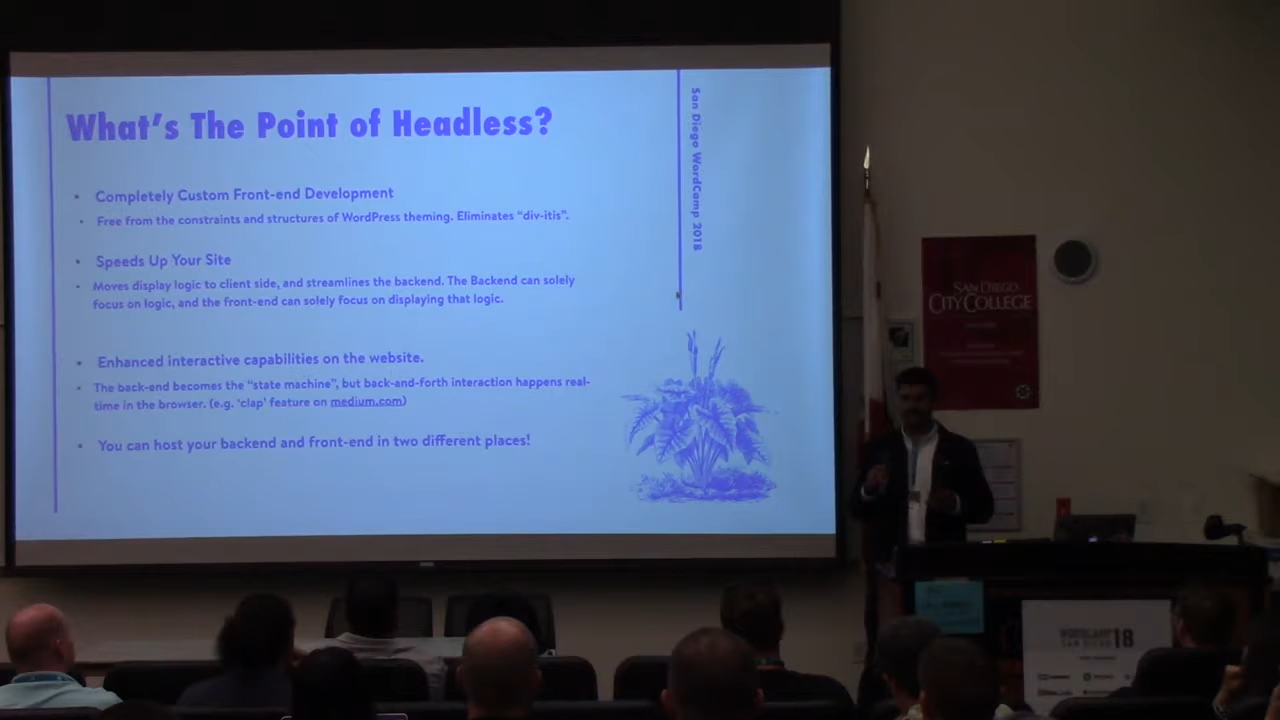 What's The Point of Headless?
• Completely Custom Front-end Development
• Free from the constraints and structures of WordPress theming. Eliminates “div-itis”.
• Speeds Up Your Site
• Moves display logic to client side, and streamlines the backend. The Backend can solely
focus on logic, and the front-end can solely focus on displaying that logic.
• Enhanced interactive capabilities on the website.
• The back-end becomes the “state machine”, but back-and-forth interaction happens real-
time in the browser. (e.g. ‘clap’ feature on medium.com)
• You can host your backend and front-end in two different places!
San Diego WordCamp 2018
SAN DIEGO
CITY COLLEGE
WORDCAMP
SAN DIEGO
18